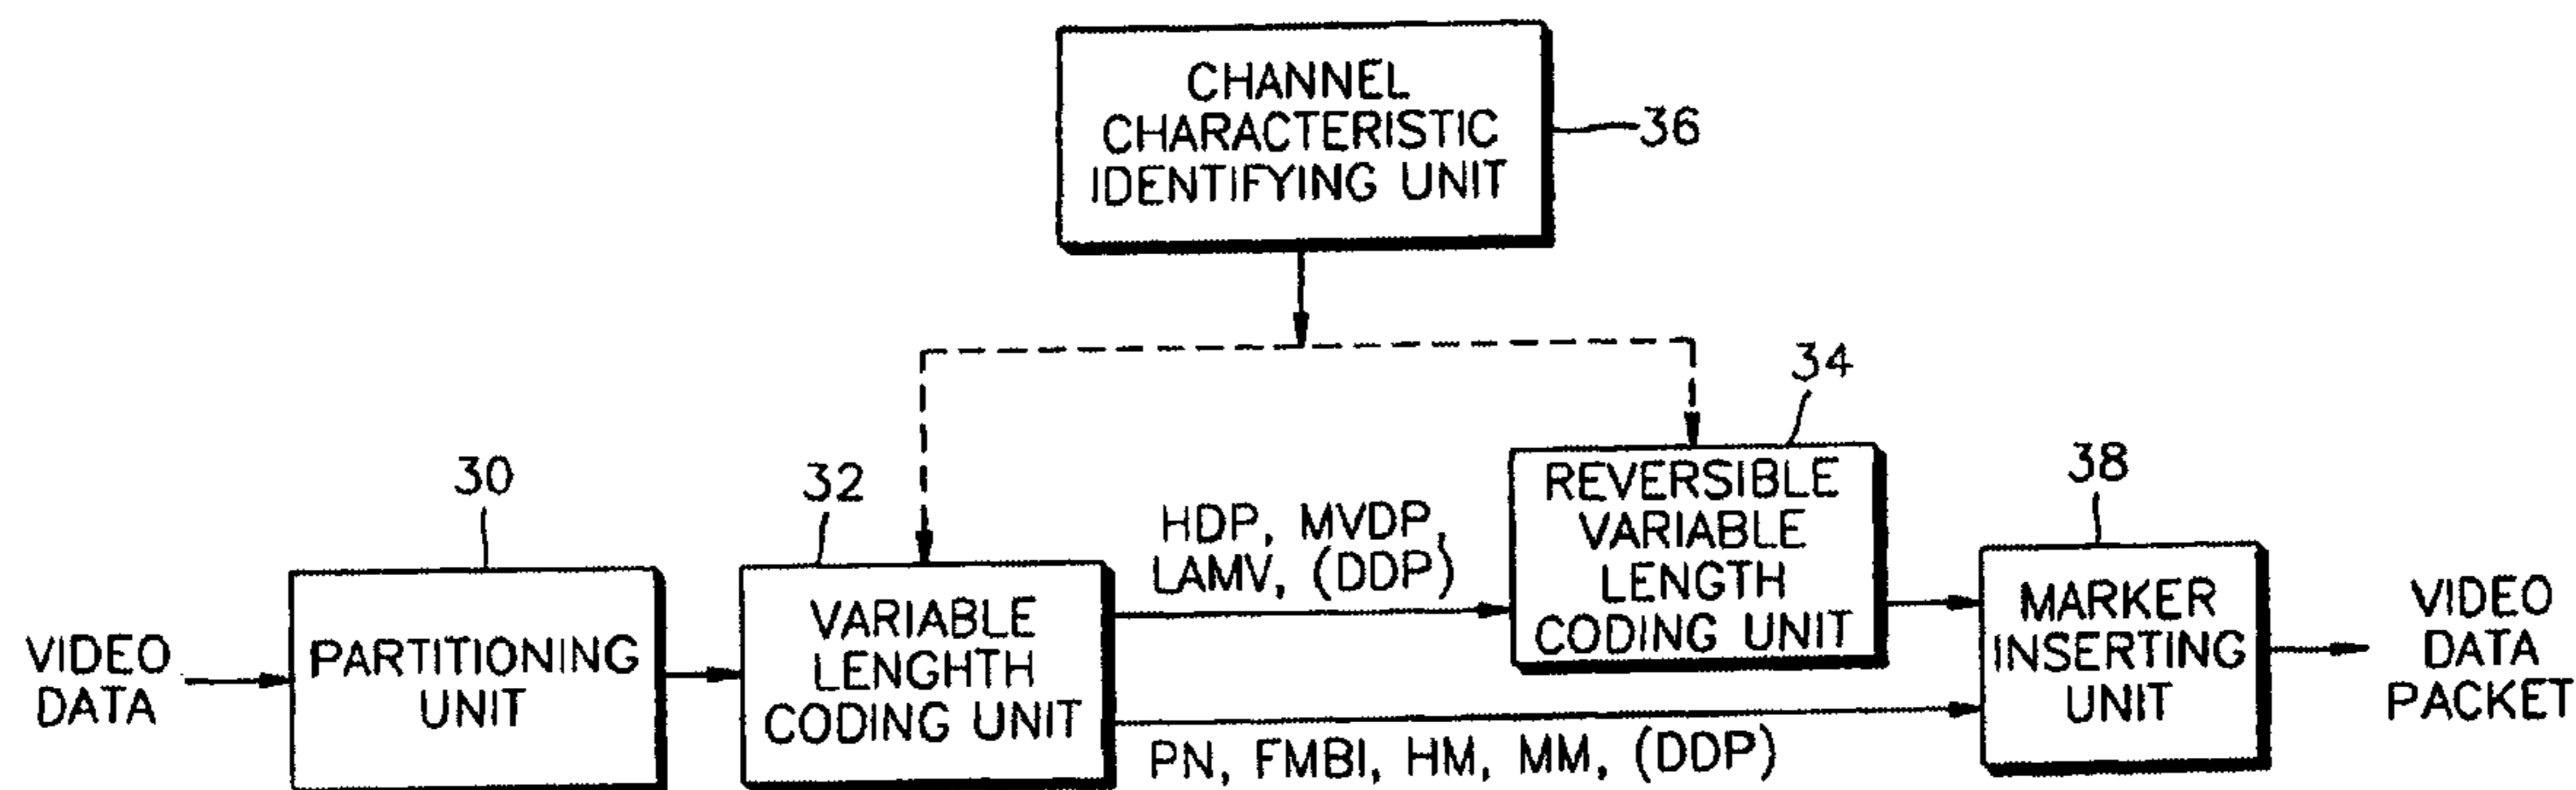 CHANNEL
CHARACTERISTIC
IDENTIFYING UNIT
36
34
30
32
38
HDP, MVDP,
LAMV, (DDP)
REVERSIBLE
VARIABLE
LENGTH
CODING UNIT
VIDEO
DATA
PARTITIONING
UNIT
VARIABLE
LENGHTH
CODING UNIT
MARKER
INSERTING
UNIT
VIDEO
DATA
PACKET
PN, FMBI, HM, MM, (DDP)